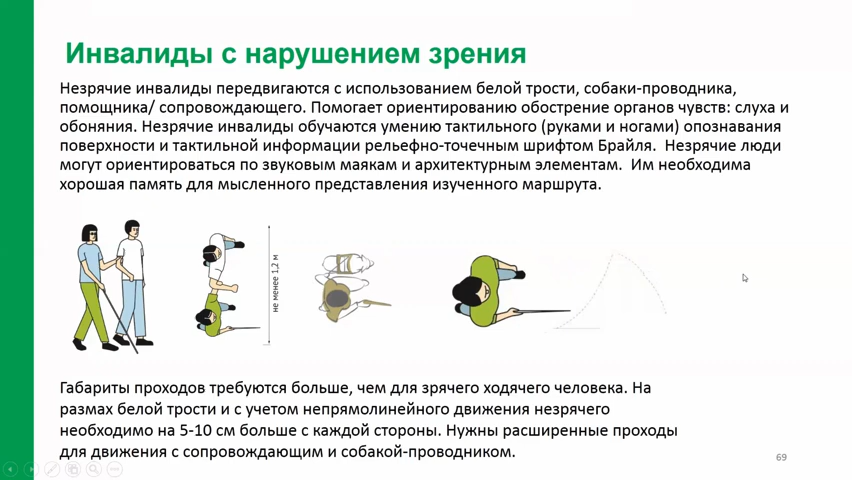 Инвалиды с нарушением зрения
Незрячие инвалиды передвигаются с использованием белой трости, собаки-проводника,
помощника/ сопровождающего. Помогает ориентированию обострение органов чувств: слуха и
обоняния. Незрячие инвалиды обучаются умению тактильного (руками и ногами) опознавания
поверхности и тактильной информации рельефно-точечным шрифтом Брайля.  Незрячие люди
могут ориентироваться по звуковым маякам и архитектурным элементам.  Им необходима
хорошая память для мысленного представления изученного маршрута.
не менее 1,2 м
Габариты проходов требуются больше, чем для зрячего ходячего человека. На
размах белой трости и с учетом непрямолинейного движения незрячего
необходимо на 5-10 см больше с каждой стороны. Нужны расширенные проходы
для движения с сопровождающим и собакой-проводником.
69